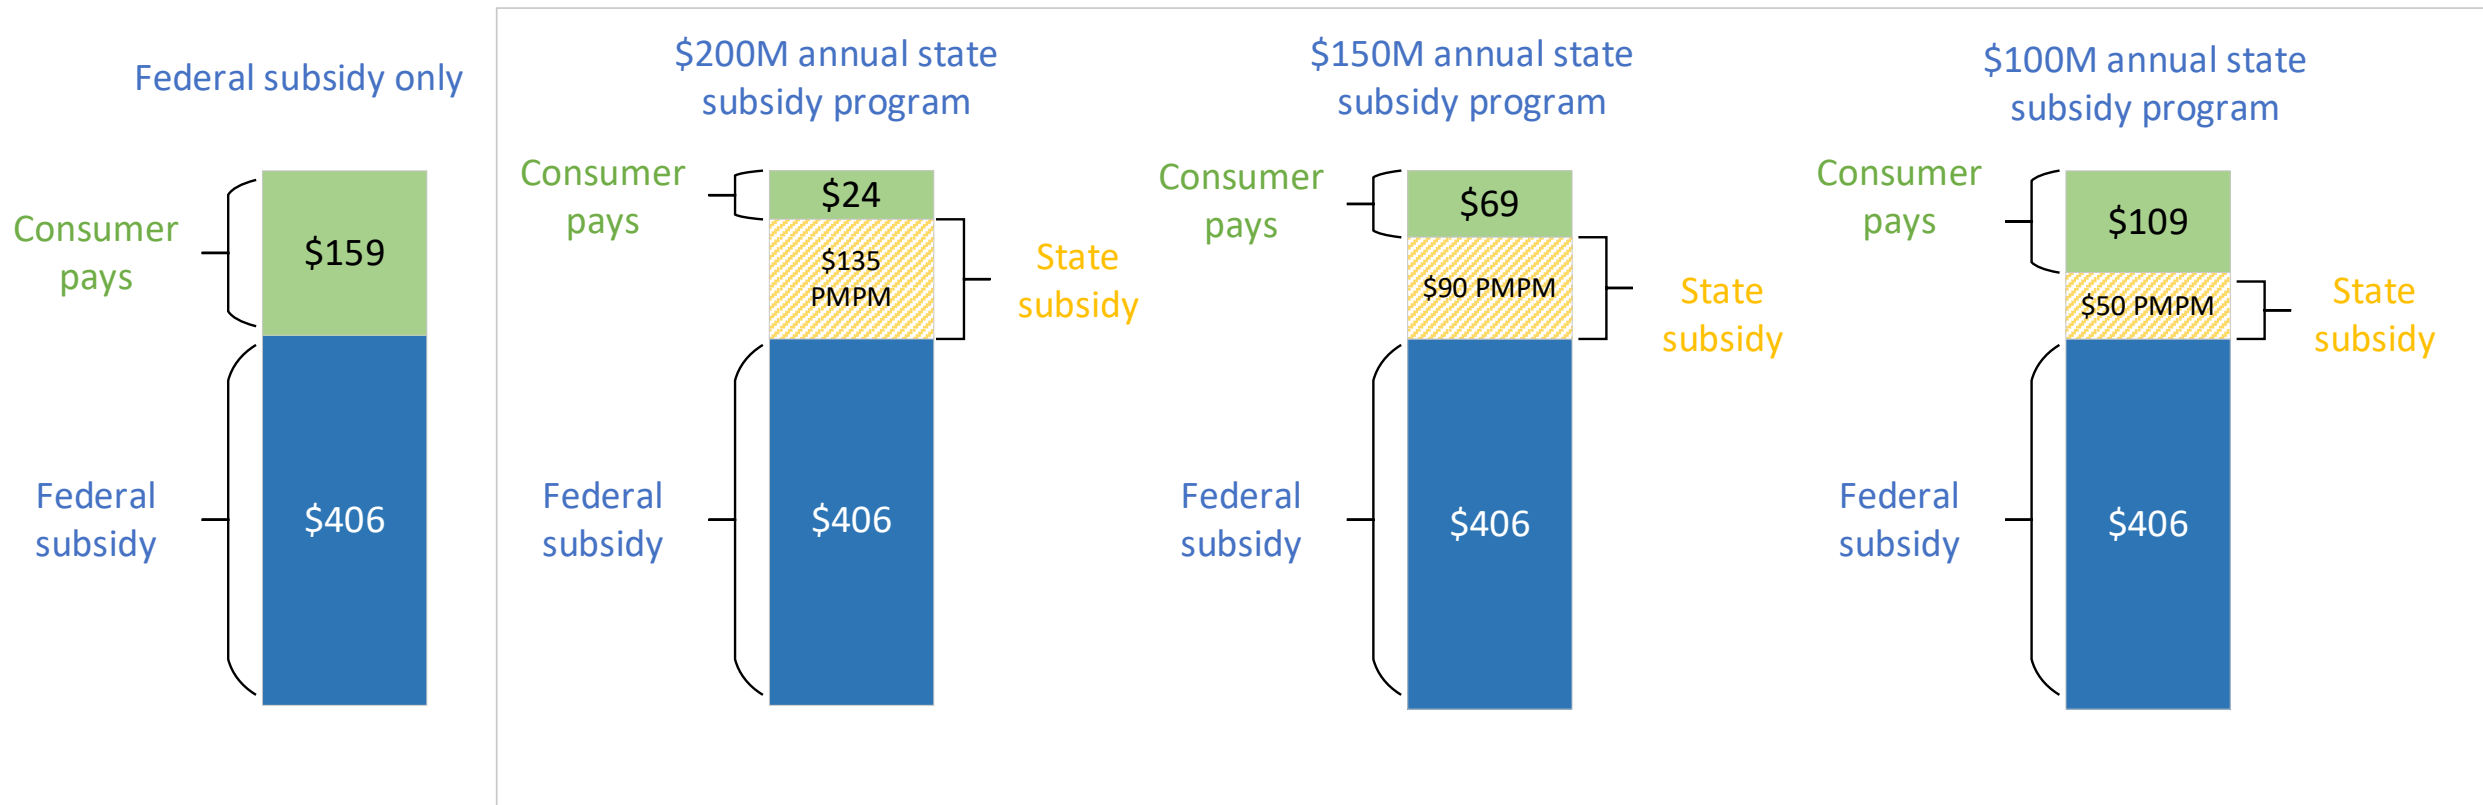 Federal subsidy only
Consumer
pays
$159
Federal
subsidy
$406
$200M annual state
subsidy program
Consumer
pays
$24
$135
PMPM
State
subsidy
Federal
subsidy
$406
$150M annual state
subsidy program
Consumer
pays
$69
$90 PMPM
State
subsidy
Federal
subsidy
$406
$100M annual state
subsidy program
Consumer
pays
$109
$50 PMPM
State
subsidy
Federal
subsidy
$406